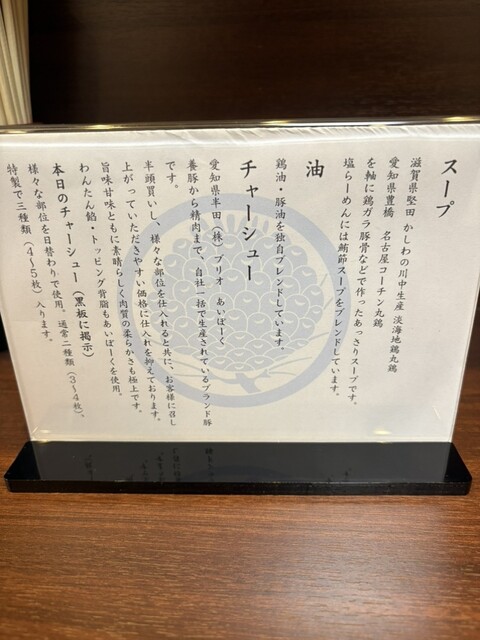 スープ
滋賀県堅田 かしわの川中生産 淡海地鶏丸鶏
愛知県豊橋 名古屋コーチン丸鶏
を軸に鶏ガラ豚骨などで作ったあっさりスープです。
塩らーめんには鮪節スープをブレンドしています。
油
鶏油・豚油を独自ブレンドしています。
チャーシュー
愛知県半田(株)ブリオ あいぽーく
養豚から精肉まで、自社一括で生産されているブランド豚
です。
半頭買いし、様々な部位を仕入れると共に、お客様に召し
上がっていただきやすい価格に仕入れを抑えております。
旨味甘味ともに素晴らしく肉質の柔らかさも極上です。
わんたん餡・トッピング背脂もあいぽーくを使用。
本日のチャーシュー(黒板に掲示)
様々な部位を日替わりで使用。通常二種類(3〜4枚)。
特製で三種類(4〜5枚)入ります。